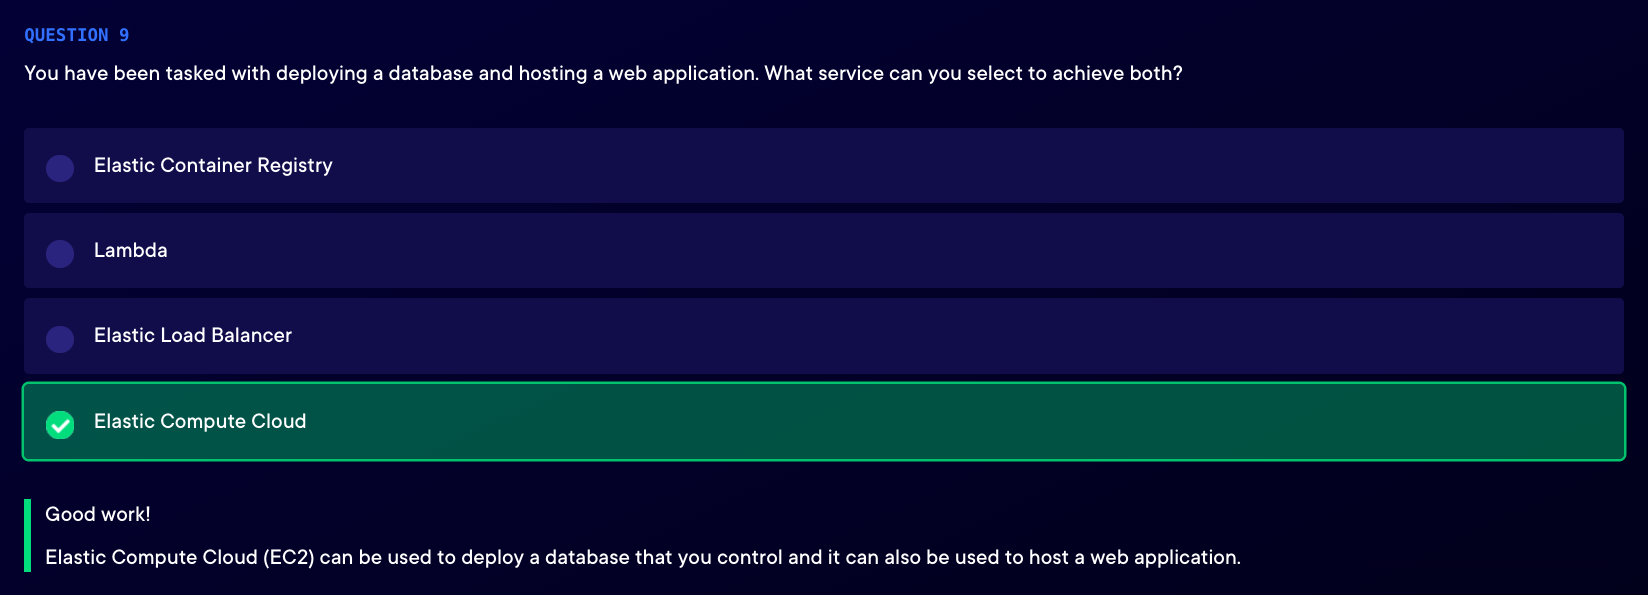 QUESTION 9
You have been tasked with deploying a database and hosting a web application. What service can you select to achieve both?
Elastic Container Registry
Lambda
Elastic Load Balancer
Elastic Compute Cloud
Good work!
Elastic Compute Cloud (EC2) can be used to deploy a database that you control and it can also be used to host a web application.